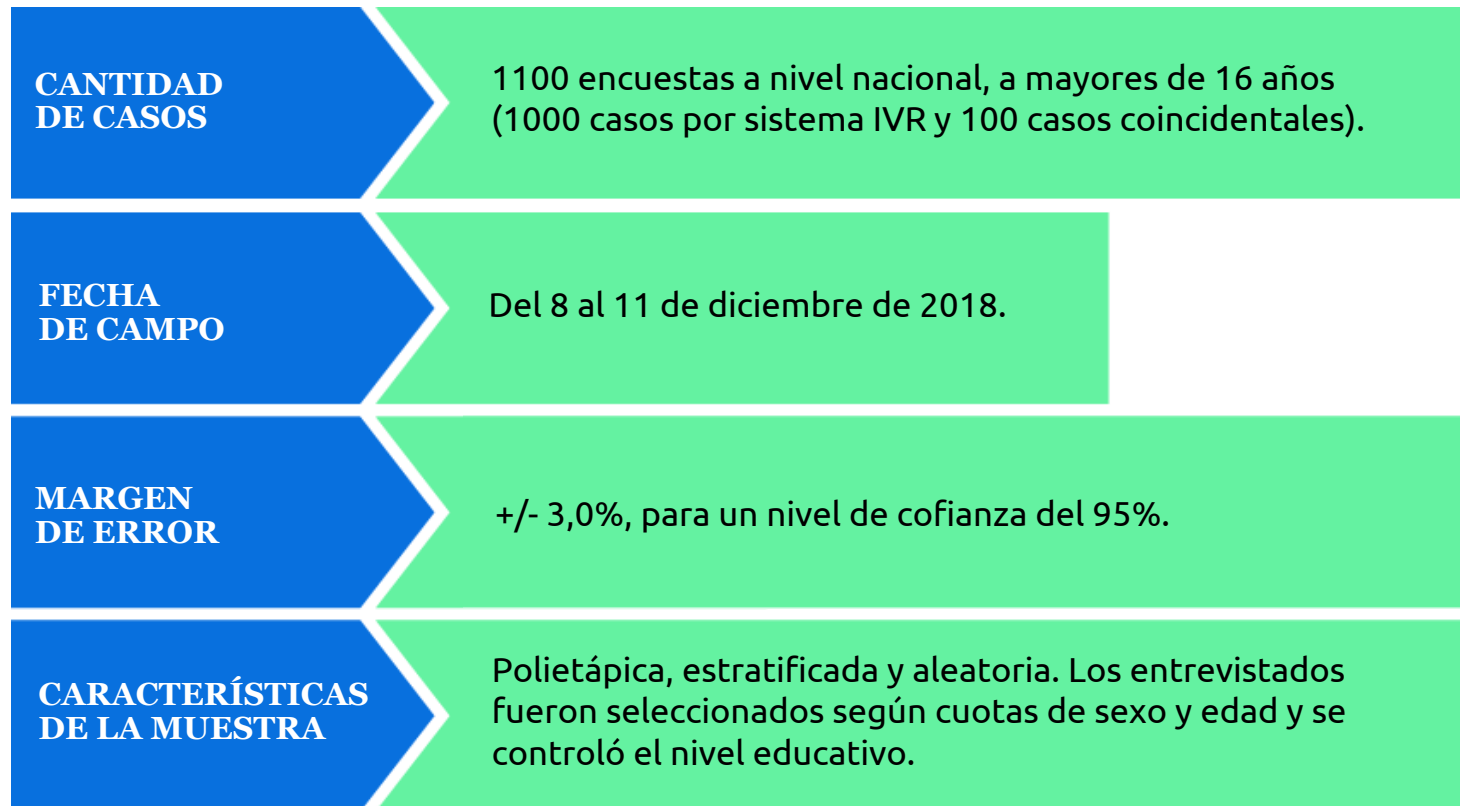 CANTIDAD
DE CASOS
1100 encuestas a nivel nacional, a mayores de 16 años
(1000 casos por sistema IVR y 100 casos coincidentales).
FECHA
DE CAMPO
Del 8 al 11 de diciembre de 2018.
MARGEN
DE ERROR
+/- 3,0%, para un nivel de cofianza del 95%.
CARACTERÍSTICAS
DE LA MUESTRA
Polietápica, estratificada y aleatoria. Los entrevistados
fueron seleccionados según cuotas de sexo y edad y se
controló el nivel educativo.